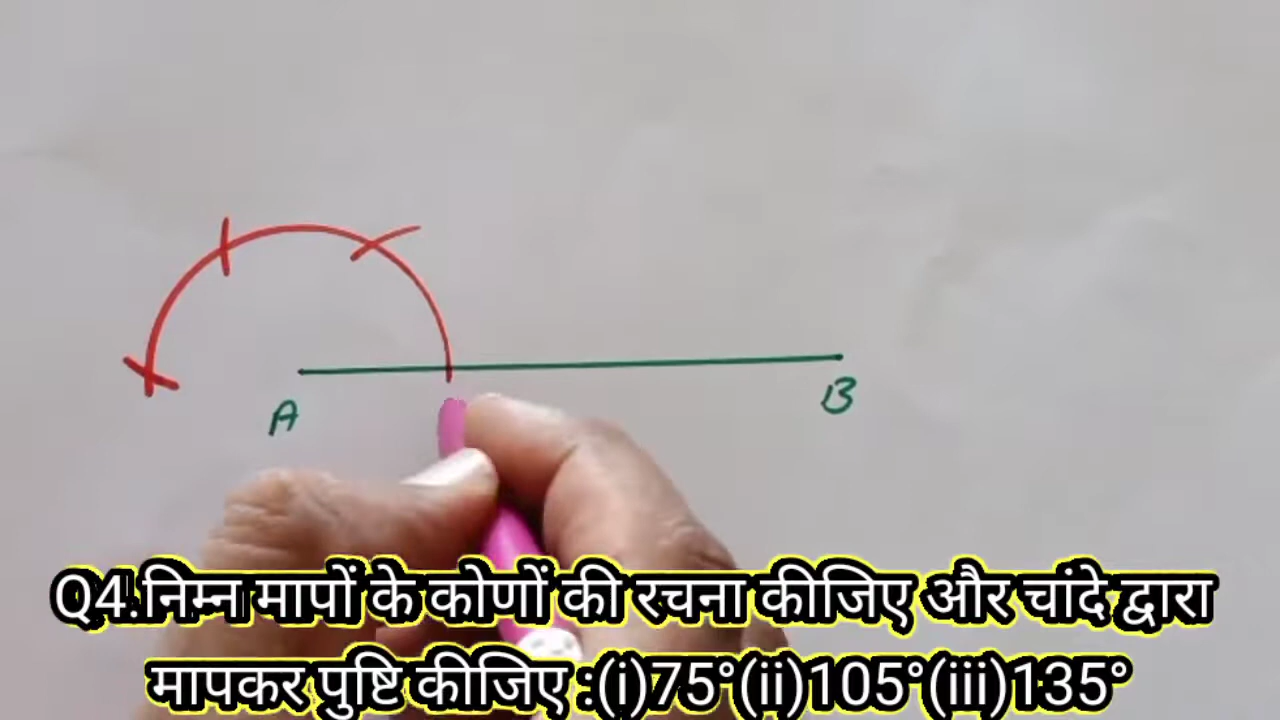 A
B
Q4.निम्न मापों के कोणों की रचना कीजिए और चांदे द्वारा
मापकर पुष्टि कीजिए :(i)75°(ii)105°(iii)135°